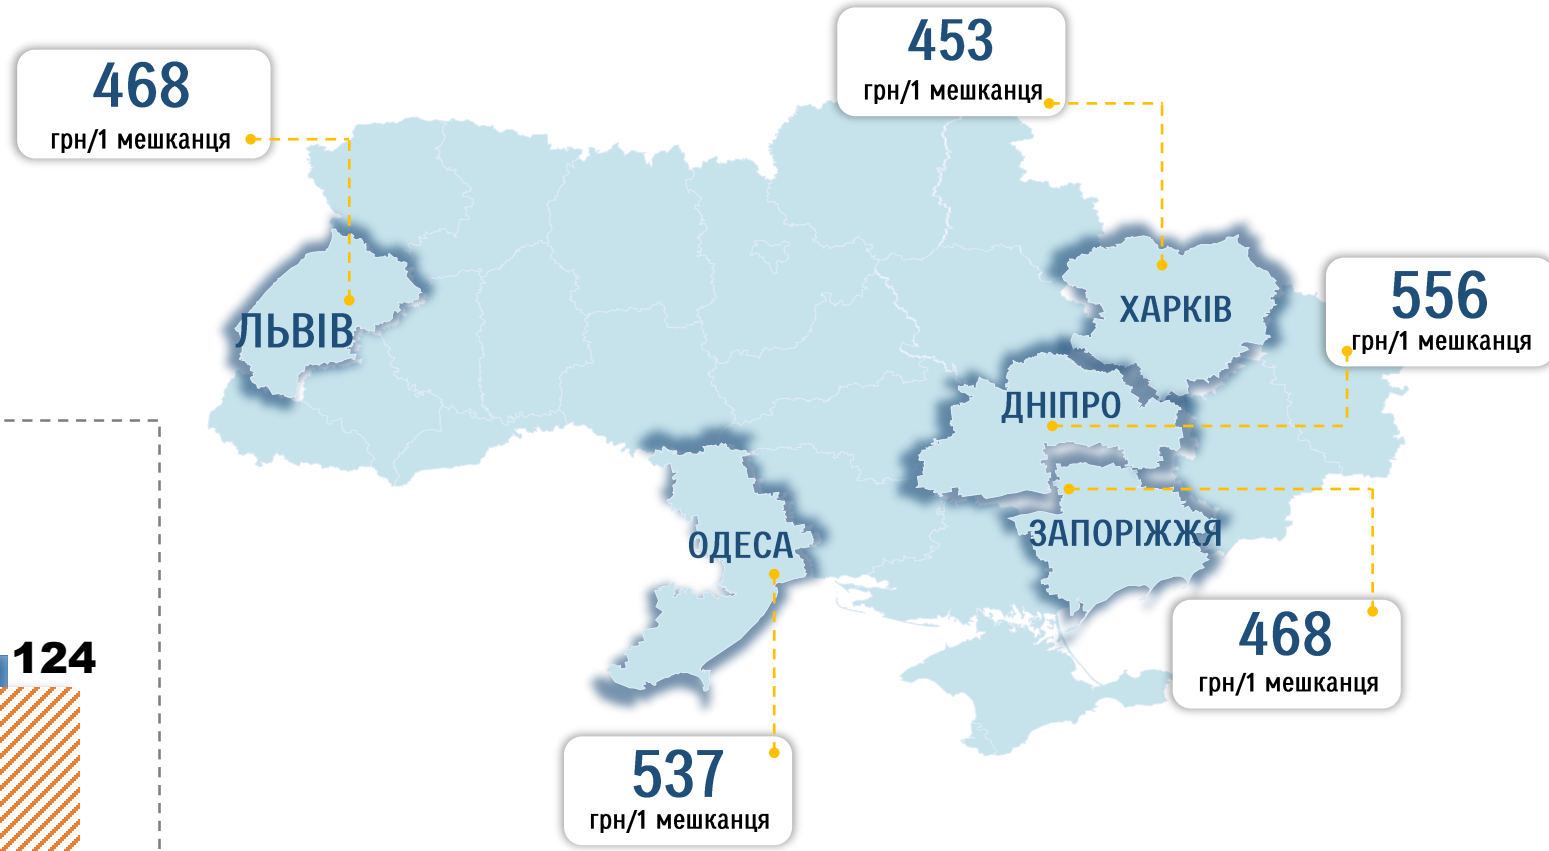 453
грн/1 мешканця
468
грн/1 мешканця
556
грн/1 мешканця
ХАРКІВ
ЛЬВІВ
ДНІПРО
ЗАПОРІЖЖЯ
ОДЕСА
468
грн/1 мешканця
124
537
грн/1 мешканця